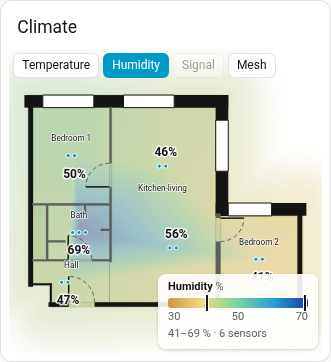 Climate
Temperature Humidity Signal Mesh
Bedroom 1
50%
46%
Kitchen-living
Bath
69%
56%
Bedroom 2
41%
Hall
47%
Humidity %
30 50 70
41–69 % · 6 sensors